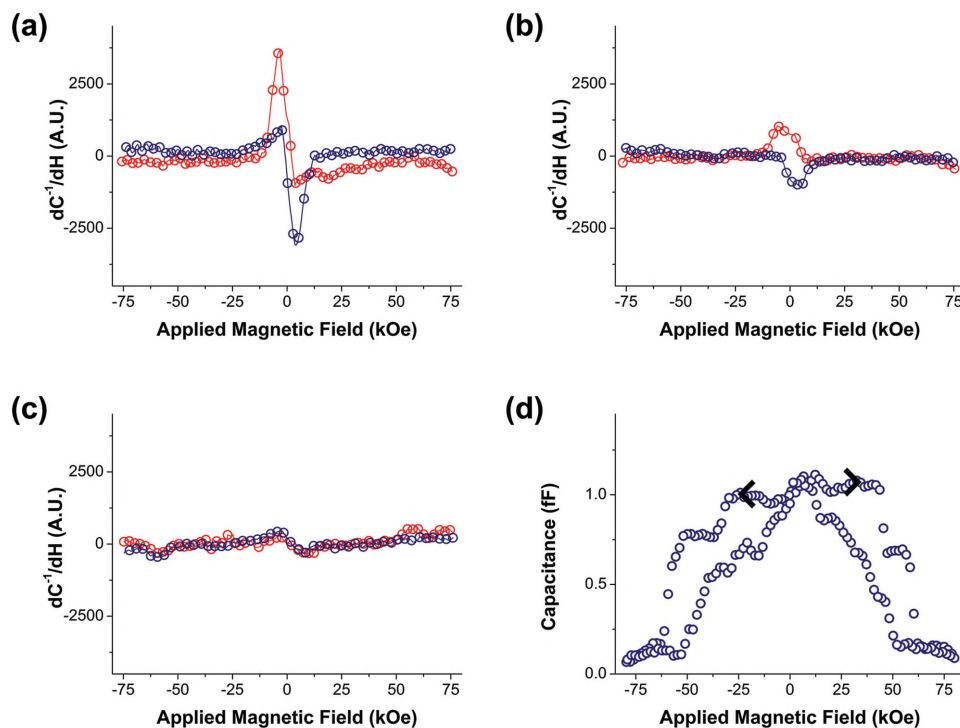 (a)
2500
0
-2500
dC⁻¹/dH (A.U.)
-75 -50 -25 0 25 50 75
Applied Magnetic Field (kOe)
(b)
2500
0
-2500
dC⁻¹/dH (A.U.)
-75 -50 -25 0 25 50 75
Applied Magnetic Field (kOe)
(c)
2500
0
-2500
dC⁻¹/dH (A.U.)
-75 -50 -25 0 25 50 75
Applied Magnetic Field (kOe)
(d)
1.0
0.5
0.0
Capacitance (fF)
-75 -50 -25 0 25 50 75
Applied Magnetic Field (kOe)